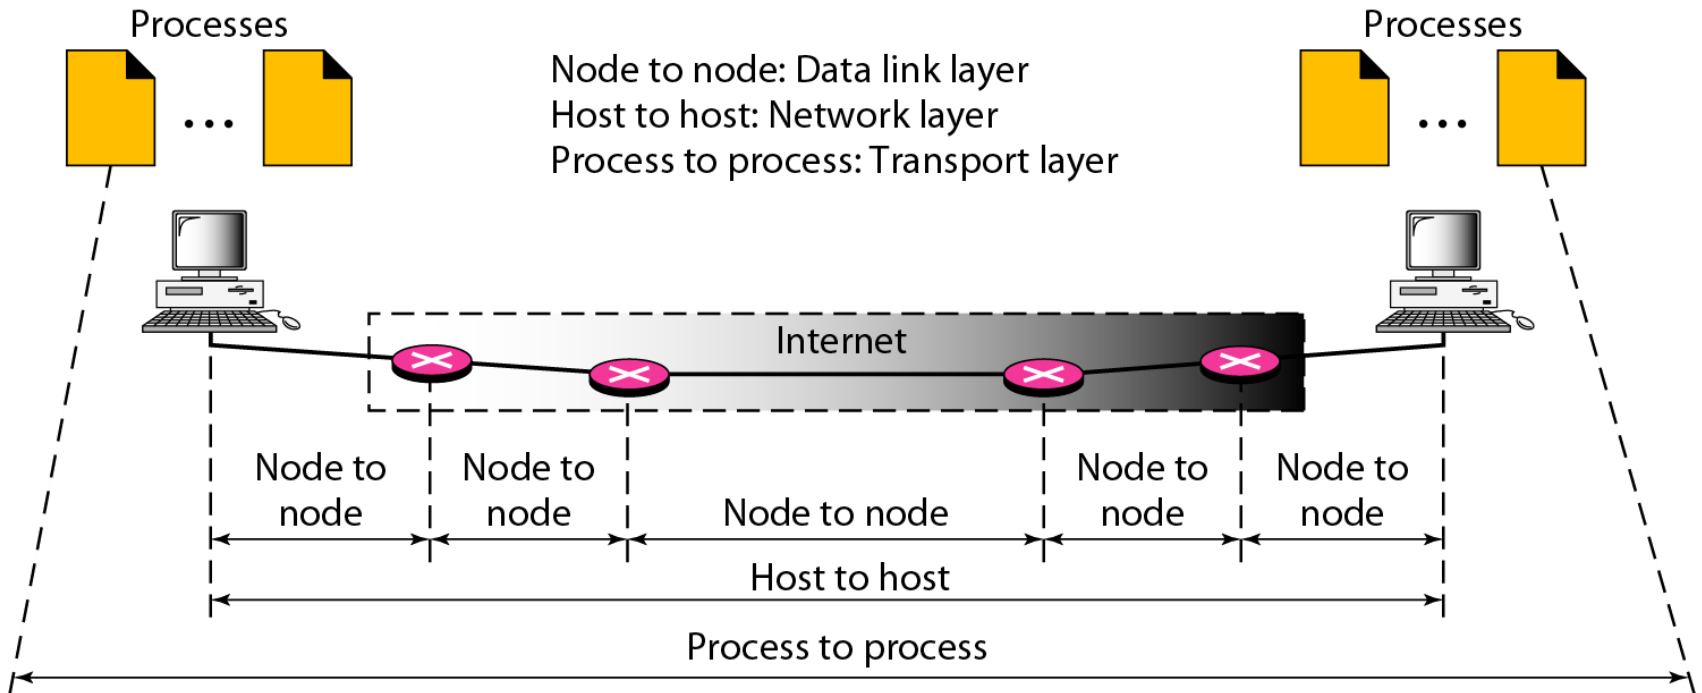 Processes
Processes
Node to node: Data link layer
Host to host: Network layer
Process to process: Transport layer
...
...
Internet
Node to
node
Node to
node
Node to node
Node to
node
Node to
node
Host to host
Process to process